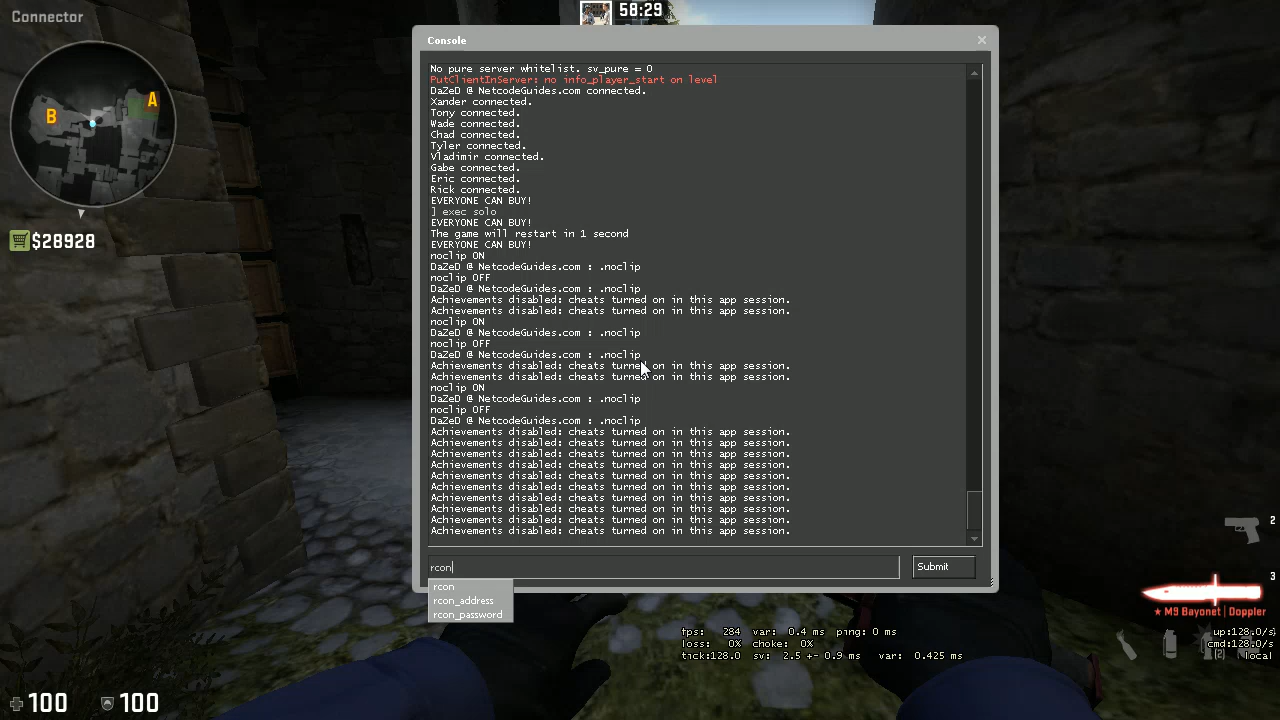 Connector
58:29
B
A
$28928
Console
No pure server whitelist. sv_pure = 0
PutClientInServer: no info_player_start on level
DaZeD @ NetcodeGuides.com connected.
Xander connected.
Tony connected.
Wade connected.
Chad connected.
Tyler connected.
Vladimir connected.
Gabe connected.
Eric connected.
Rick connected.
EVERYONE CAN BUY!
] exec solo
EVERYONE CAN BUY!
The game will restart in 1 second
EVERYONE CAN BUY!
noclip ON
DaZeD @ NetcodeGuides.com : .noclip
noclip OFF
DaZeD @ NetcodeGuides.com : .noclip
Achievements disabled: cheats turned on in this app session.
Achievements disabled: cheats turned on in this app session.
noclip ON
DaZeD @ NetcodeGuides.com : .noclip
noclip OFF
DaZeD @ NetcodeGuides.com : .noclip
Achievements disabled: cheats turned on in this app session.
Achievements disabled: cheats turned on in this app session.
noclip ON
DaZeD @ NetcodeGuides.com : .noclip
noclip OFF
DaZeD @ NetcodeGuides.com : .noclip
Achievements disabled: cheats turned on in this app session.
Achievements disabled: cheats turned on in this app session.
Achievements disabled: cheats turned on in this app session.
Achievements disabled: cheats turned on in this app session.
Achievements disabled: cheats turned on in this app session.
Achievements disabled: cheats turned on in this app session.
Achievements disabled: cheats turned on in this app session.
Achievements disabled: cheats turned on in this app session.
Achievements disabled: cheats turned on in this app session.
Achievements disabled: cheats turned on in this app session.
rcon
Submit
rcon
rcon_address
rcon_password
2
3
★ M9 Bayonet | Doppler
fps: 284 var: 0.4 ms ping: 0 ms
loss: 0% choke: 0%
tick:128.0 sv: 2.5 +- 0.9 ms var: 0.425 ms
up:128.0/s
cmd:128.0/s
local
[2]
100
100